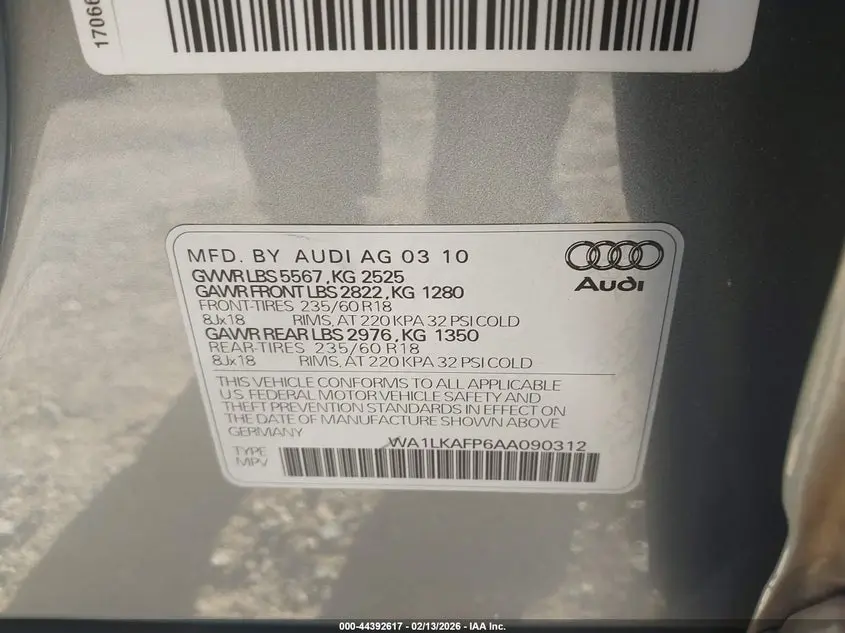 17066
MFD. BY AUDI AG 03 10
GVWR LBS 5567, KG 2525
GAWR FRONT LBS 2822, KG 1280
FRONT-TIRES 235/60 R18
8Jx18 RIMS, AT 220 KPA 32 PSI COLD
GAWR REAR LBS 2976, KG 1350
REAR-TIRES 235/60 R18
8Jx18 RIMS, AT 220 KPA 32 PSI COLD
Audi
THIS VEHICLE CONFORMS TO ALL APPLICABLE
U.S. FEDERAL MOTOR VEHICLE SAFETY AND
THEFT PREVENTION STANDARDS IN EFFECT ON
THE DATE OF MANUFACTURE SHOWN ABOVE
GERMANY
WA1LKAFP6AA090312
TYPE
MPV
000-44392617 - 02/13/2026 - IAA Inc.